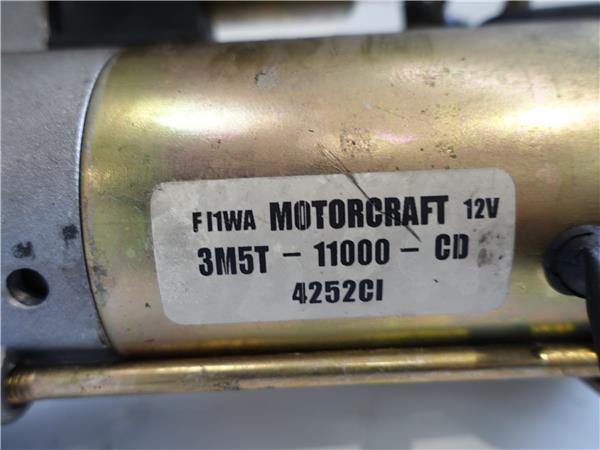 F11WA MOTORCRAFT 12V
3M5T - 11000 - CD
4252CI